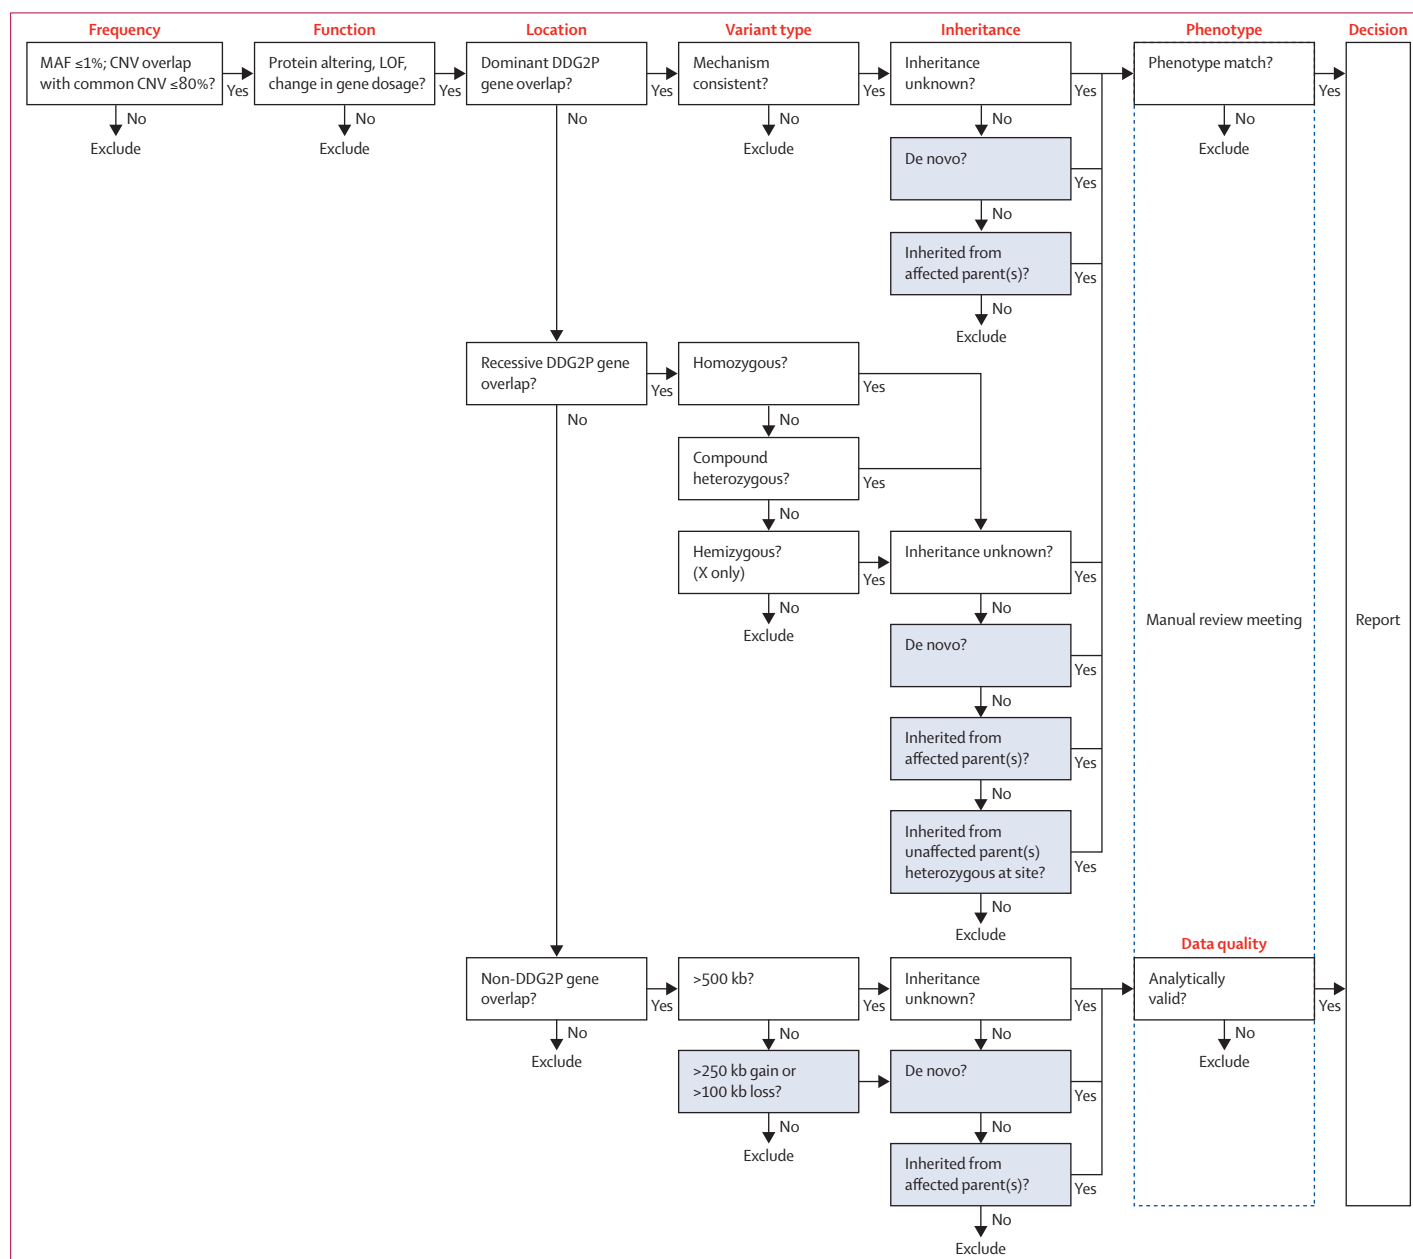 Frequency
Function
Location
Variant type
Inheritance
Phenotype
Decision
MAF ≤1%; CNV overlap
with common CNV ≤80%?
Yes
No
Exclude
Protein altering, LOF,
change in gene dosage?
Yes
No
Exclude
Dominant DDG2P
gene overlap?
Yes
No
Mechanism
consistent?
Yes
No
Exclude
Inheritance
unknown?
Yes
No
De novo?
Yes
No
Inherited from
affected parent(s)?
Yes
No
Exclude
Phenotype match?
Yes
No
Exclude
Recessive DDG2P gene
overlap?
Yes
No
Homozygous?
Yes
No
Compound
heterozygous?
Yes
No
Hemizygous?
(X only)
Yes
No
Exclude
Inheritance unknown?
Yes
No
De novo?
Yes
No
Inherited from
affected parent(s)?
Yes
No
Inherited from
unaffected parent(s)
heterozygous at site?
Yes
No
Exclude
Manual review meeting
Report
Non-DDG2P gene
overlap?
Yes
No
Exclude
>500 kb?
Yes
No
>250 kb gain or
>100 kb loss?
No
Exclude
Inheritance
unknown?
Yes
No
De novo?
Yes
No
Inherited from
affected parent(s)?
Yes
No
Exclude
Data quality
Analytically
valid?
Yes
No
Exclude